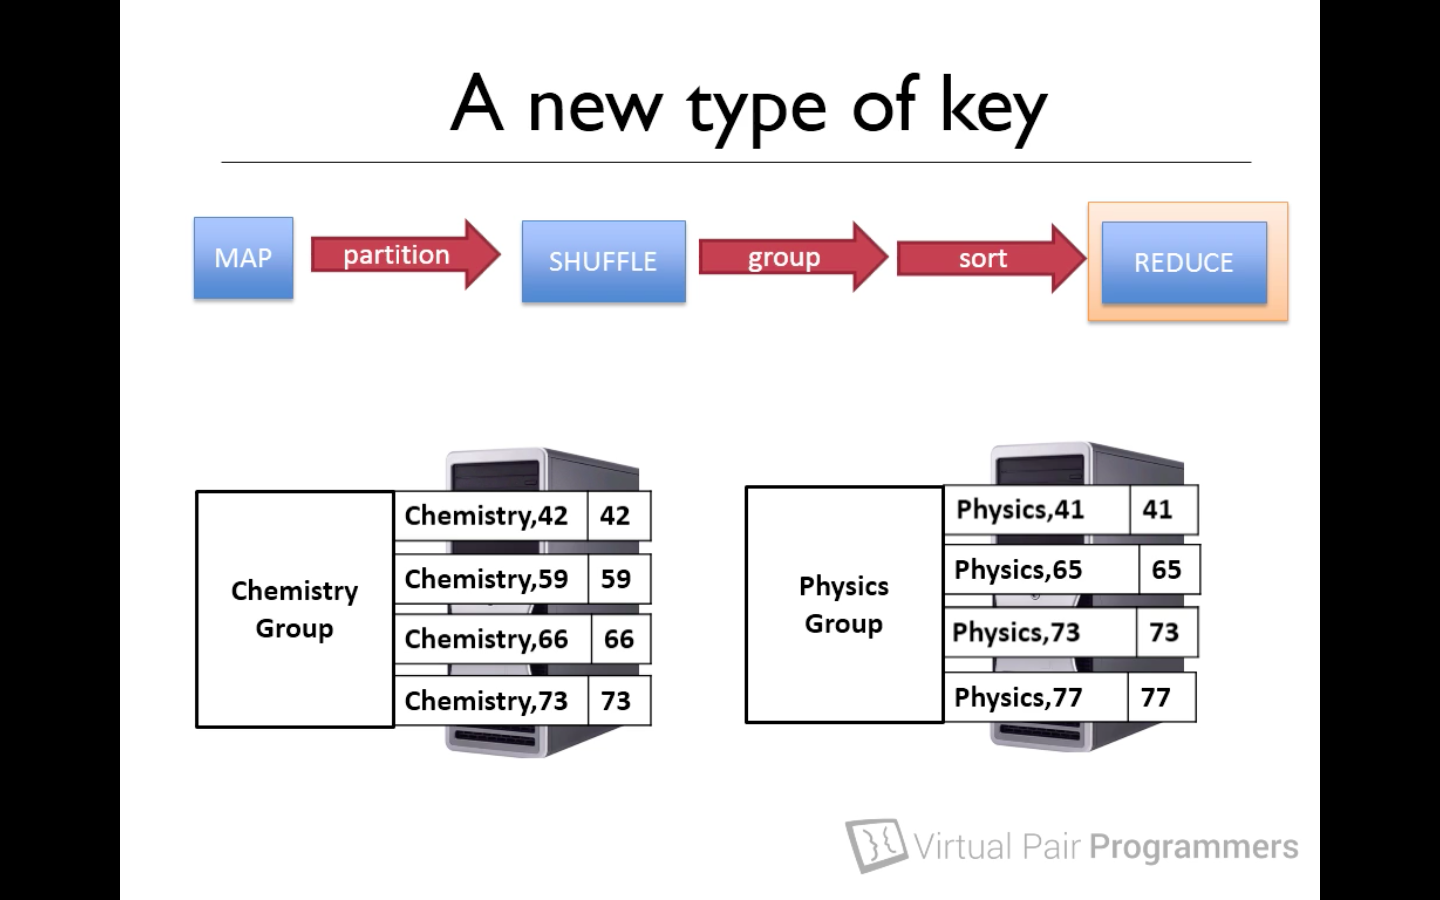 A new type of key
MAP
partition
SHUFFLE
group
sort
REDUCE
Chemistry
Group
Chemistry,42 42
Chemistry,59 59
Chemistry,66 66
Chemistry,73 73
Physics
Group
Physics,41 41
Physics,65 65
Physics,73 73
Physics,77 77
Virtual Pair Programmers